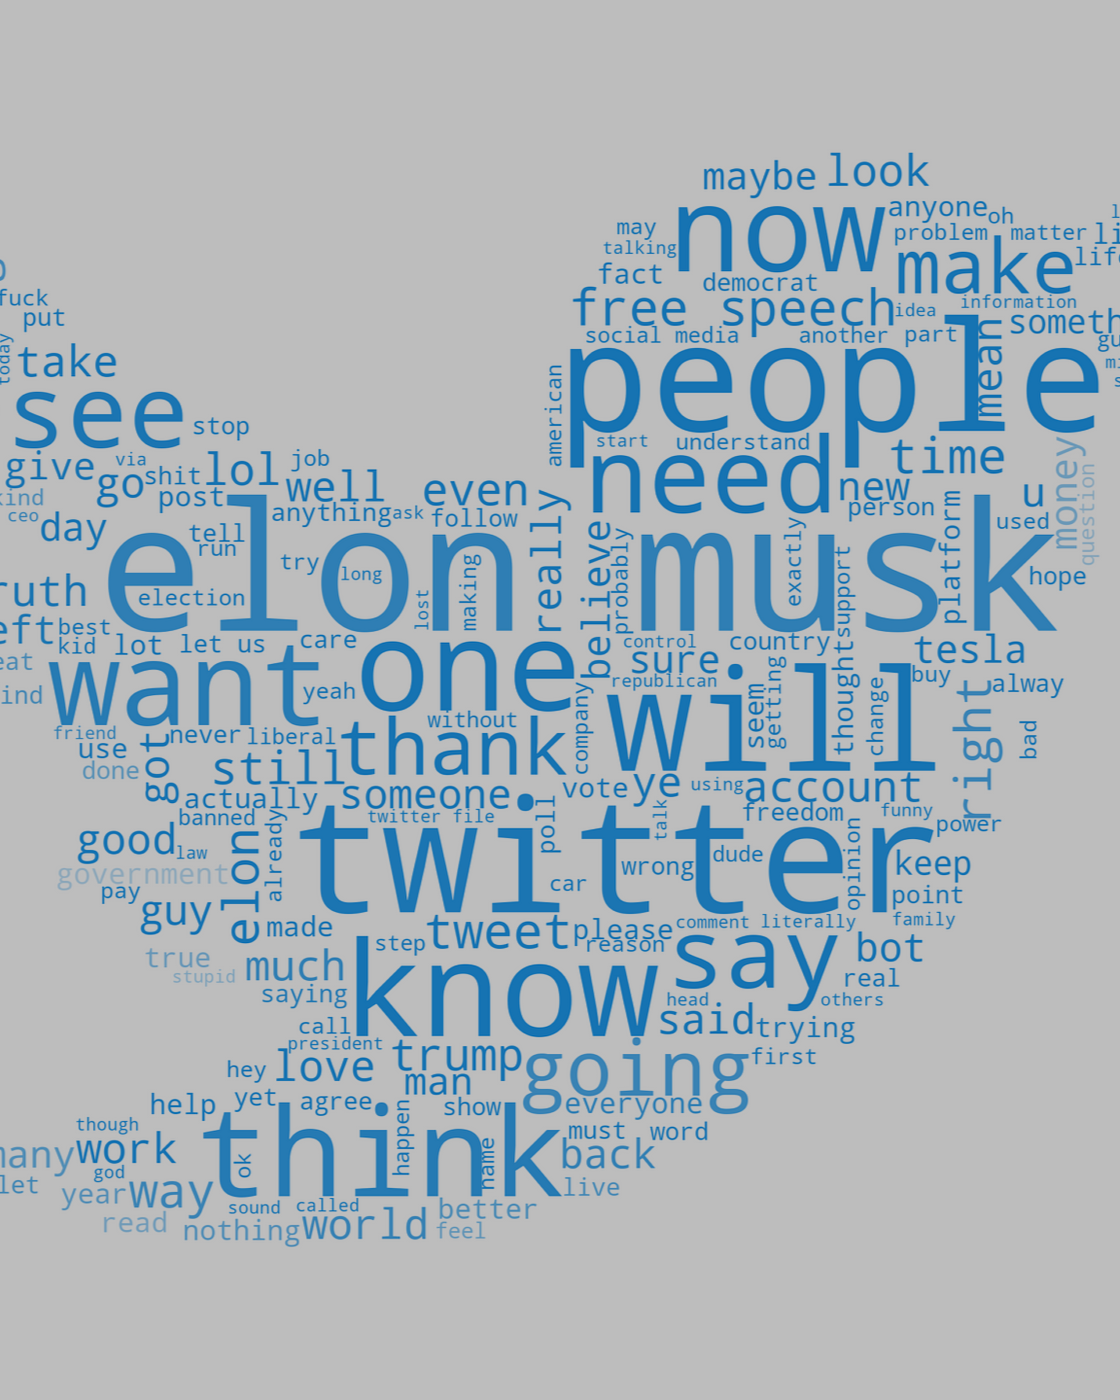 maybe look
now anyone oh
may
talking
problem matter
fact make
democrat
free speech idea information
social media another part
people mean
fuck
put
today
take
see stop
american
start understand
need time
give via lol job
go shit well even
post new u money
person used question
day ceo
anything ask follow
tell
run
elon musk
try long
really
believe
probably
exactly
support
platform
hope
election
lost
making
best
kid lot let us care
control country
sure tesla
republican
want one will
yeah buy alway
seem
getting
thought
change
right
bad
without
company
friend never liberal thank
use
done got still
actually someone vote ye using account
banned twitter file poll talk freedom funny
twitter power
good law
government elon already
wrong dude opinion keep
car
pay point
guy made tweet please comment literally family
step reason
true much know say bot
stupid
saying real
head others
call said trying
president
trump going first
hey love man
help yet agree show everyone
though
work think must word
god ok happen name back
let year way live
sound called better
read nothing world feel